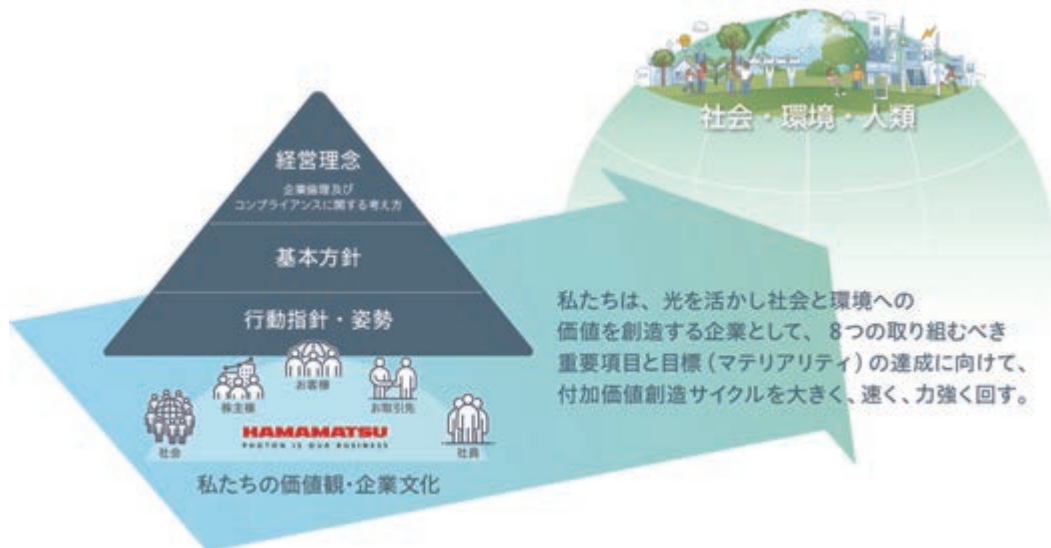 社会・環境・人類
経営理念
企業倫理及び
コンプライアンスに関する考え方
基本方針
行動指針・姿勢
私たちは、光を活かし社会と環境への
価値を創造する企業として、8つの取り組むべき
重要項目と目標(マテリアリティ)の達成に向けて、
付加価値創造サイクルを大きく、速く、力強く回す。
お客様
株主様
お取引先
社会
HAMAMATSU
PHOTON IS OUR BUSINESS
社員
私たちの価値観・企業文化